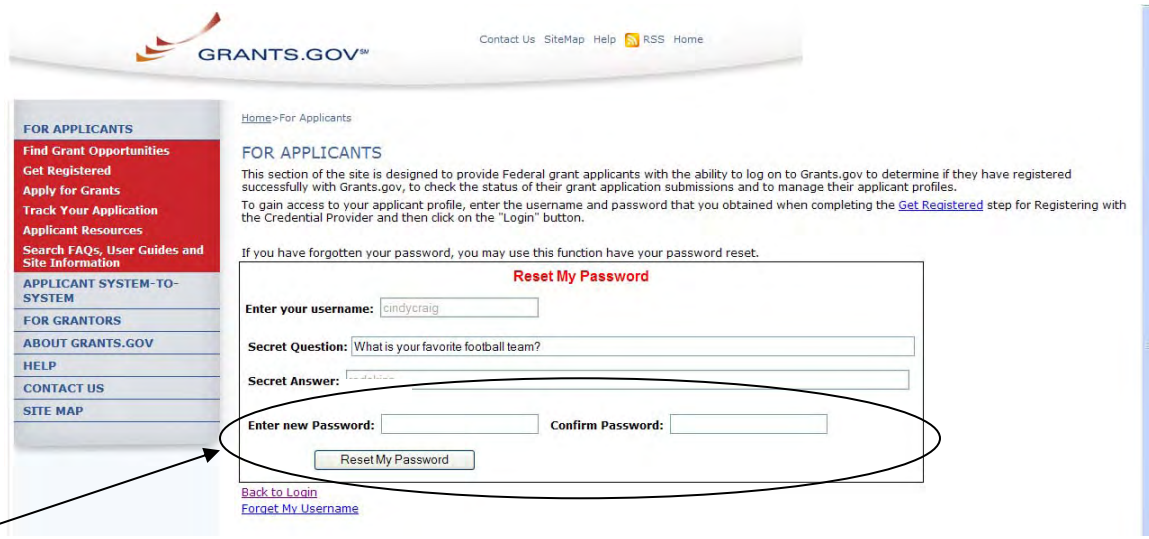 Contact Us SiteMap Help RSS Home
GRANTS.GOV℠
Home>For Applicants
FOR APPLICANTS
Find Grant Opportunities
Get Registered
Apply for Grants
Track Your Application
Applicant Resources
Search FAQs, User Guides and
Site Information
APPLICANT SYSTEM-TO-
SYSTEM
FOR GRANTORS
ABOUT GRANTS.GOV
HELP
CONTACT US
SITE MAP
FOR APPLICANTS
This section of the site is designed to provide Federal grant applicants with the ability to log on to Grants.gov to determine if they have registered
successfully with Grants.gov, to check the status of their grant application submissions and to manage their applicant profiles.
To gain access to your applicant profile, enter the username and password that you obtained when completing the Get Registered step for Registering with
the Credential Provider and then click on the "Login" button.
If you have forgotten your password, you may use this function have your password reset.
Reset My Password
Enter your username: cindycraig
Secret Question: What is your favorite football team?
Secret Answer:
Enter new Password: Confirm Password:
Reset My Password
Back to Login
Forget My Username